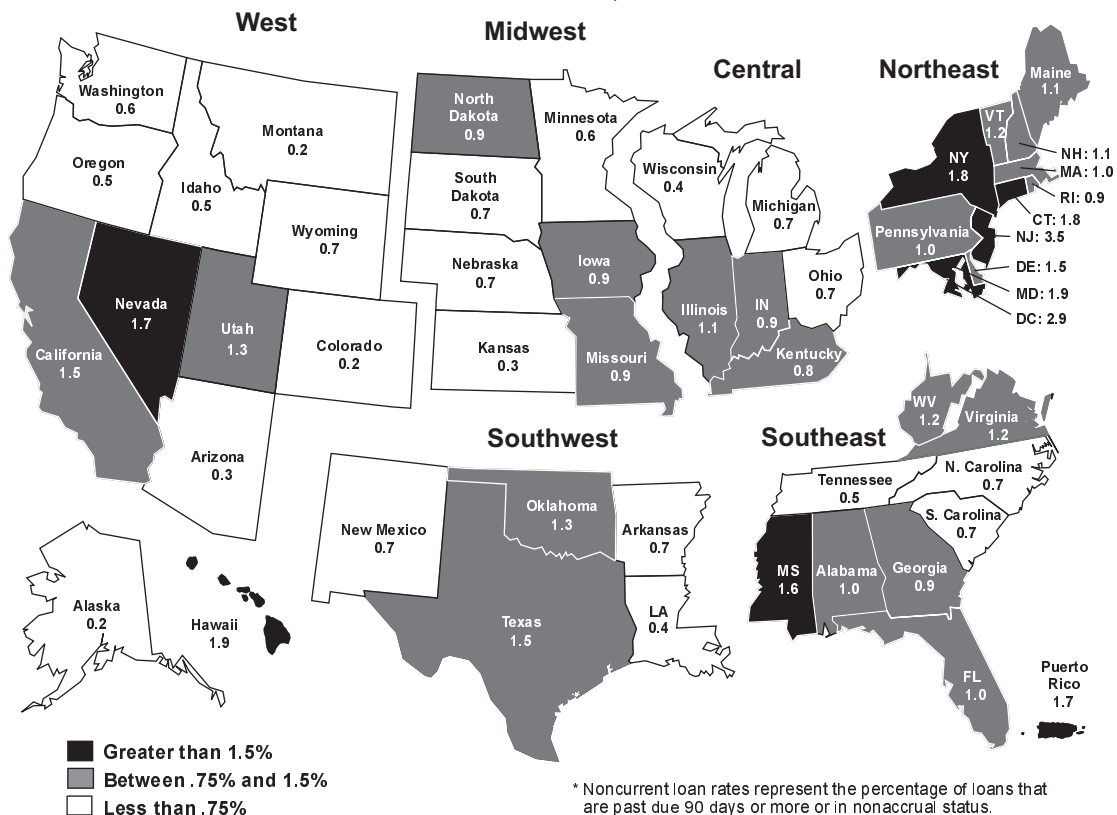 West
Midwest
Central
Northeast
Washington
0.6
Oregon
0.5
Idaho
0.5
Montana
0.2
Wyoming
0.7
Nevada
1.7
Utah
1.3
Colorado
0.2
California
1.5
Arizona
0.3
Alaska
0.2
Hawaii
1.9
North
Dakota
0.9
Minnesota
0.6
South
Dakota
0.7
Nebraska
0.7
Iowa
0.9
Kansas
0.3
Missouri
0.9
Wisconsin
0.4
Michigan
0.7
Illinois
1.1
IN
0.9
Ohio
0.7
Kentucky
0.8
Maine
1.1
VT
1.2
NY
1.8
NH: 1.1
MA: 1.0
RI: 0.9
CT: 1.8
NJ: 3.5
Pennsylvania
1.0
DE: 1.5
MD: 1.9
DC: 2.9
Southwest
New Mexico
0.7
Oklahoma
1.3
Arkansas
0.7
Texas
1.5
LA
0.4
Southeast
WV
1.2
Virginia
1.2
Tennessee
0.5
N. Carolina
0.7
S. Carolina
0.7
MS
1.6
Alabama
1.0
Georgia
0.9
FL
1.0
Puerto
Rico
1.7
Greater than 1.5%
Between .75% and 1.5%
Less than .75%
* Noncurrent loan rates represent the percentage of loans that
are past due 90 days or more or in nonaccrual status.